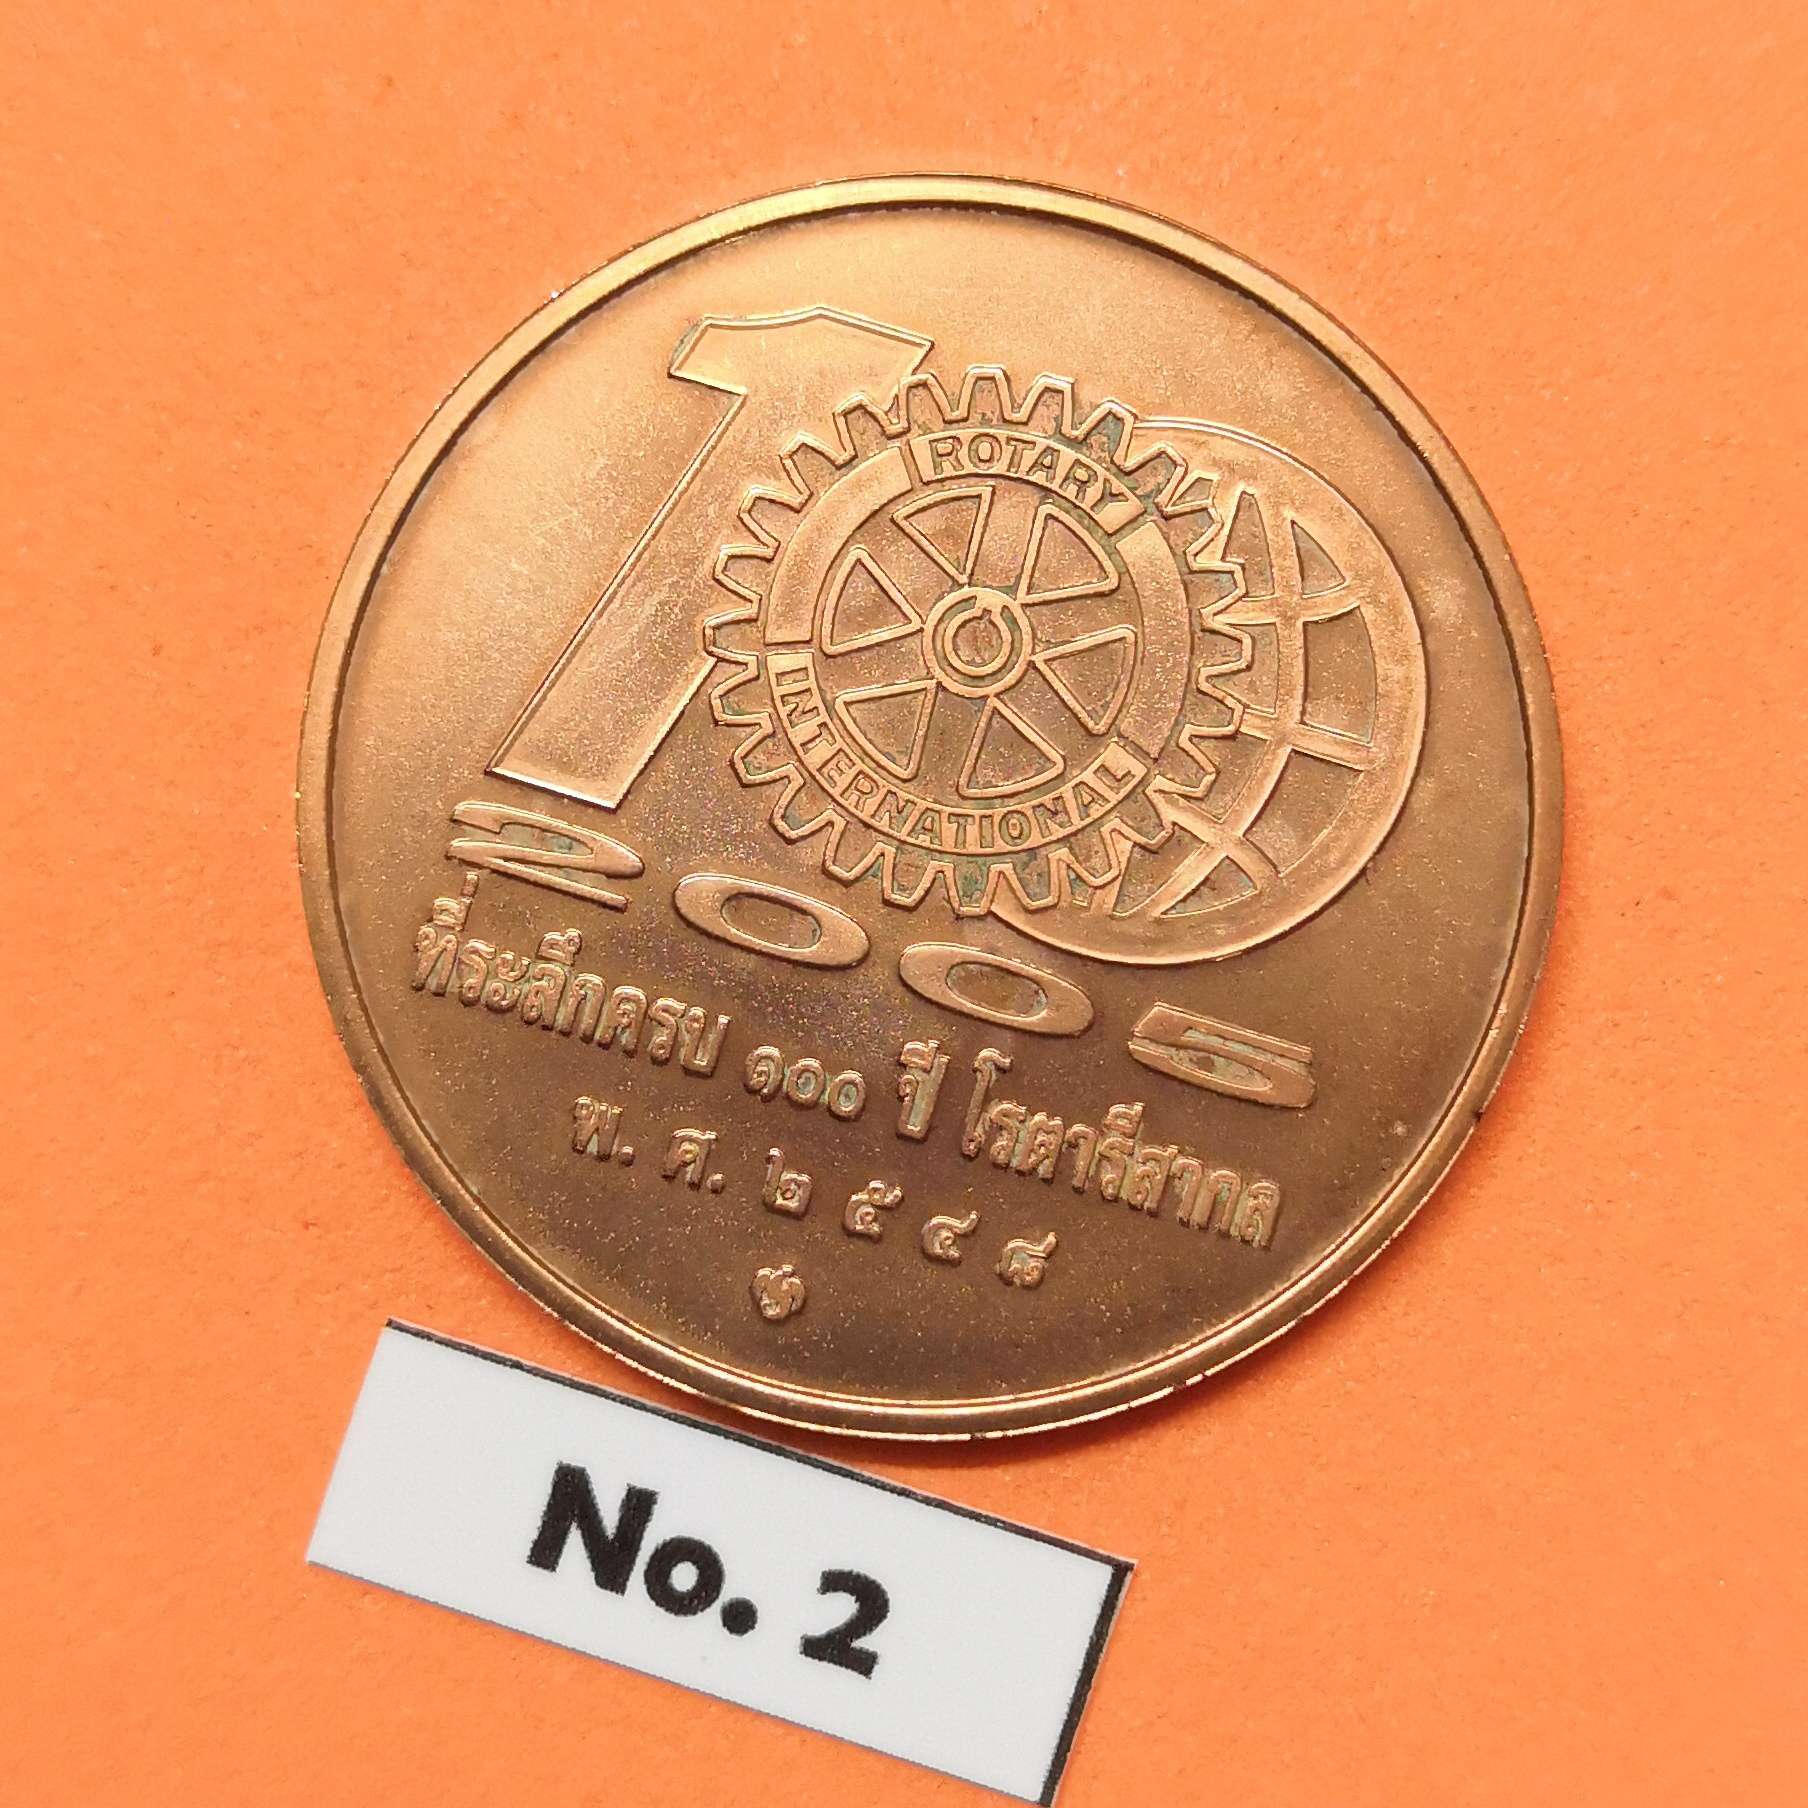 100
ROTARY
INTERNATIONAL
2005
ที่ระลึกครบ ๑๐๐ ปี โรตารีสากล
พ. ศ. ๒ ๕ ๔ ๘
No. 2